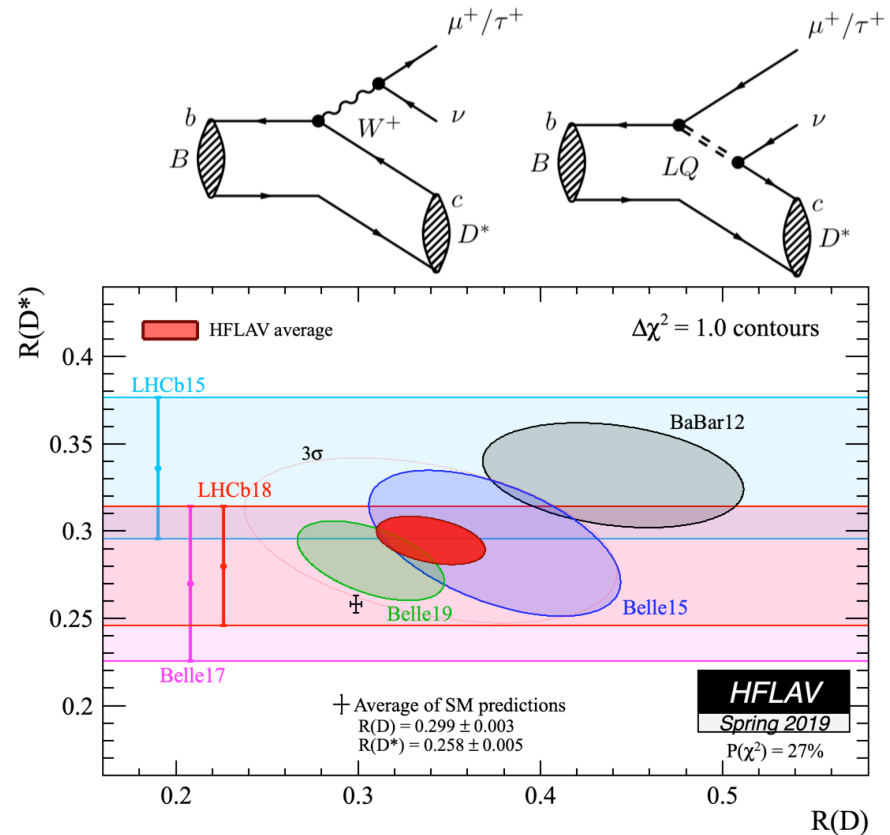 μ⁺/τ⁺
b
W⁺
ν
B
c
D*
μ⁺/τ⁺
b
ν
LQ
B
c
D*
R(D*)
HFLAV average
Δχ² = 1.0 contours
0.4
LHCb15
BaBar12
0.35
3σ
LHCb18
0.3
Belle19
Belle15
0.25
Belle17
HFLAV
Spring 2019
P(χ²) = 27%
0.2
Average of SM predictions
R(D) = 0.299 ± 0.003
R(D*) = 0.258 ± 0.005
0.2
0.3
0.4
0.5
R(D)